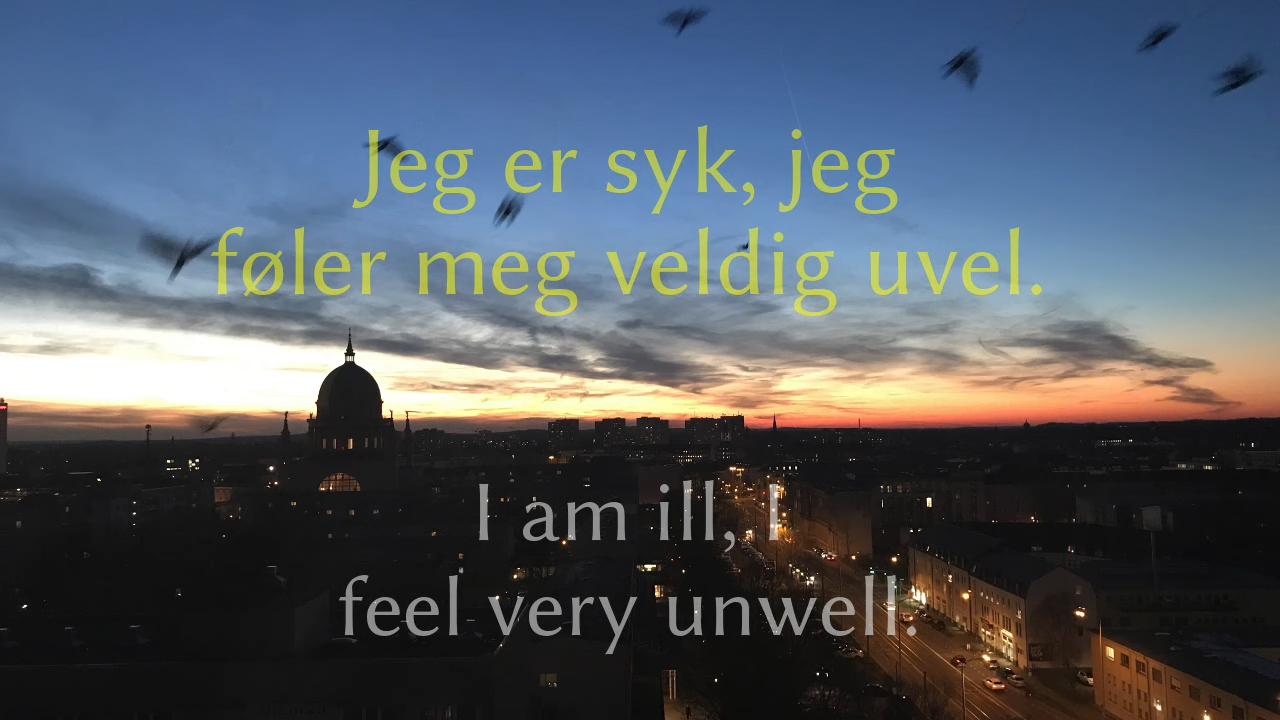 Jeg er syk, jeg
føler meg veldig uvel.
I am ill, I
feel very unwell.